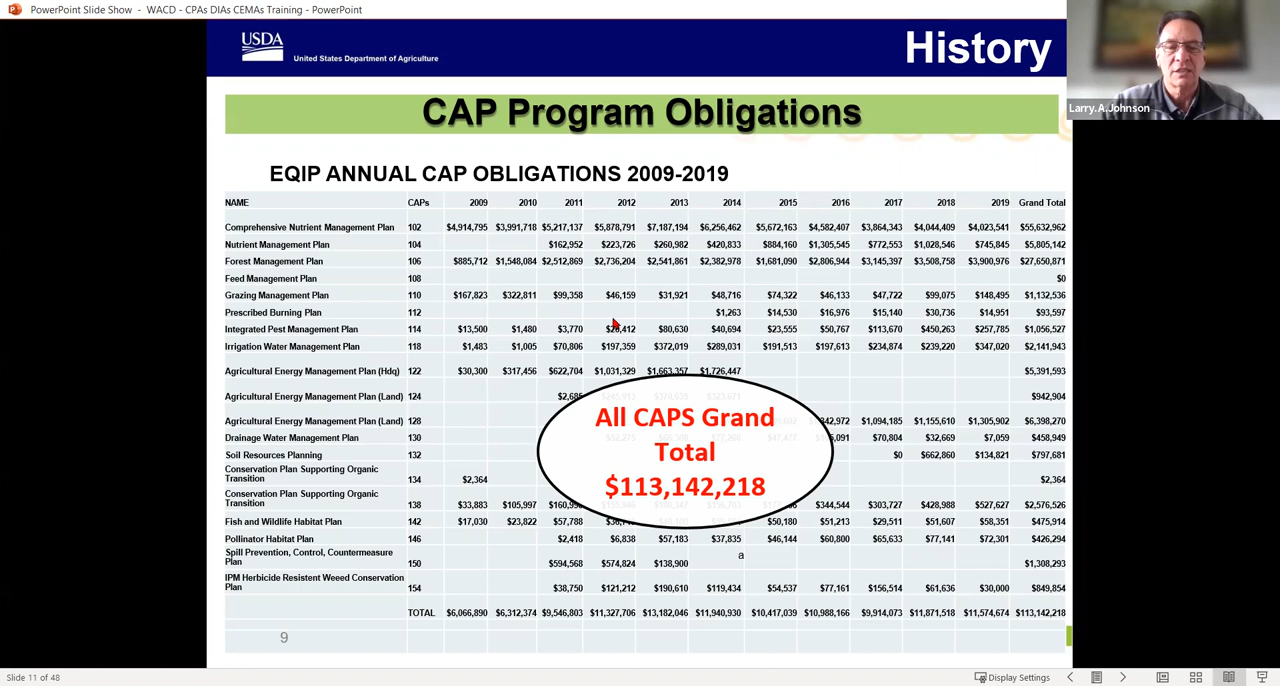 PowerPoint Slide Show - WACD - CPAs DIAs CEMAs Training - PowerPoint
USDA
United States Department of Agriculture
History
Larry.A.Johnson
CAP Program Obligations
EQIP ANNUAL CAP OBLIGATIONS 2009-2019
NAME CAPs 2009 2010 2011 2012 2013 2014 2015 2016 2017 2018 2019 Grand Total
Comprehensive Nutrient Management Plan 102 $4,914,795 $3,991,718 $5,217,137 $5,878,791 $7,187,194 $6,256,462 $5,672,163 $4,582,407 $3,864,343 $4,044,409 $4,023,541 $55,632,962
Nutrient Management Plan 104 $162,952 $223,726 $260,982 $420,833 $884,160 $1,305,545 $772,553 $1,028,546 $745,845 $5,805,142
Forest Management Plan 106 $885,712 $1,548,084 $2,512,869 $2,736,204 $2,541,861 $2,382,978 $1,681,090 $2,806,944 $3,145,397 $3,508,758 $3,900,976 $27,650,871
Feed Management Plan 108 $0
Grazing Management Plan 110 $167,823 $322,811 $99,358 $46,159 $31,921 $48,716 $74,322 $46,133 $47,722 $99,075 $148,495 $1,132,536
Prescribed Burning Plan 112 $1,263 $14,530 $16,976 $15,140 $30,736 $14,951 $93,597
Integrated Pest Management Plan 114 $13,500 $1,480 $3,770 $80,630 $40,694 $23,555 $50,767 $113,670 $450,263 $257,785 $1,056,527
Irrigation Water Management Plan 118 $1,483 $1,005 $70,806 $197,359 $372,019 $289,031 $191,513 $197,613 $234,874 $239,220 $347,020 $2,141,943
Agricultural Energy Management Plan (Hdq) 122 $30,300 $317,456 $622,704 $1,031,329 $1,663,357 $1,726,447 $5,391,593
Agricultural Energy Management Plan (Land) 124 $942,904
Agricultural Energy Management Plan (Land) 128 $1,094,185 $1,155,610 $1,305,902 $6,398,270
Drainage Water Management Plan 130 $70,804 $32,669 $7,059 $458,949
Soil Resources Planning 132 $0 $662,860 $134,821 $797,681
All CAPS Grand
Total
$113,142,218
Conservation Plan Supporting Organic
Transition 134 $2,364 $2,364
Conservation Plan Supporting Organic
Transition 138 $33,883 $105,997 $344,544 $303,727 $428,988 $527,627 $2,576,526
Fish and Wildlife Habitat Plan 142 $17,030 $23,822 $57,788 $50,180 $51,213 $29,511 $51,607 $58,351 $475,914
Pollinator Habitat Plan 146 $2,418 $6,838 $57,183 $37,835 $46,144 $60,800 $65,633 $77,141 $72,301 $426,294
a
Spill Prevention, Control, Countermeasure
Plan 150 $594,568 $574,824 $138,900 $1,308,293
IPM Herbicide Resistent Weeed Conservation
Plan 154 $38,750 $121,212 $190,610 $119,434 $54,537 $77,161 $156,514 $61,636 $30,000 $849,854
TOTAL $6,066,890 $6,312,374 $9,546,803 $11,327,706 $13,182,046 $11,940,930 $10,417,039 $10,988,166 $9,914,073 $11,871,518 $11,574,674 $113,142,218
9
Slide 11 of 48
Display Settings